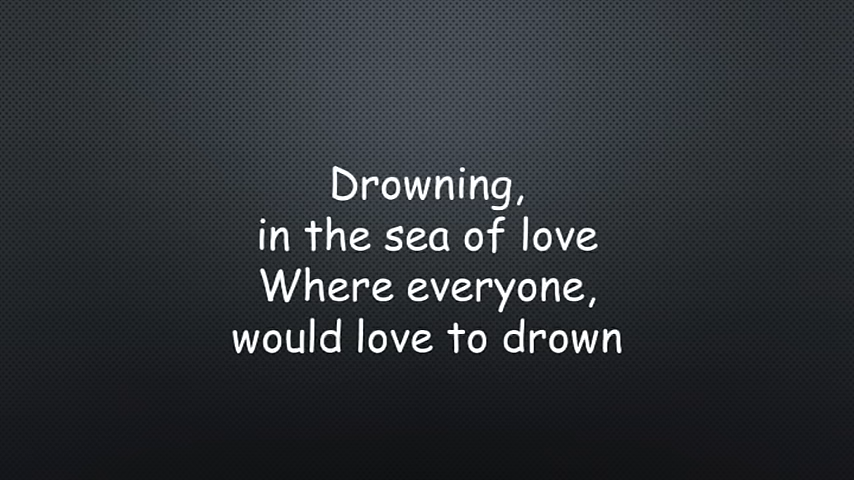 Drowning,
in the sea of love
Where everyone,
would love to drown